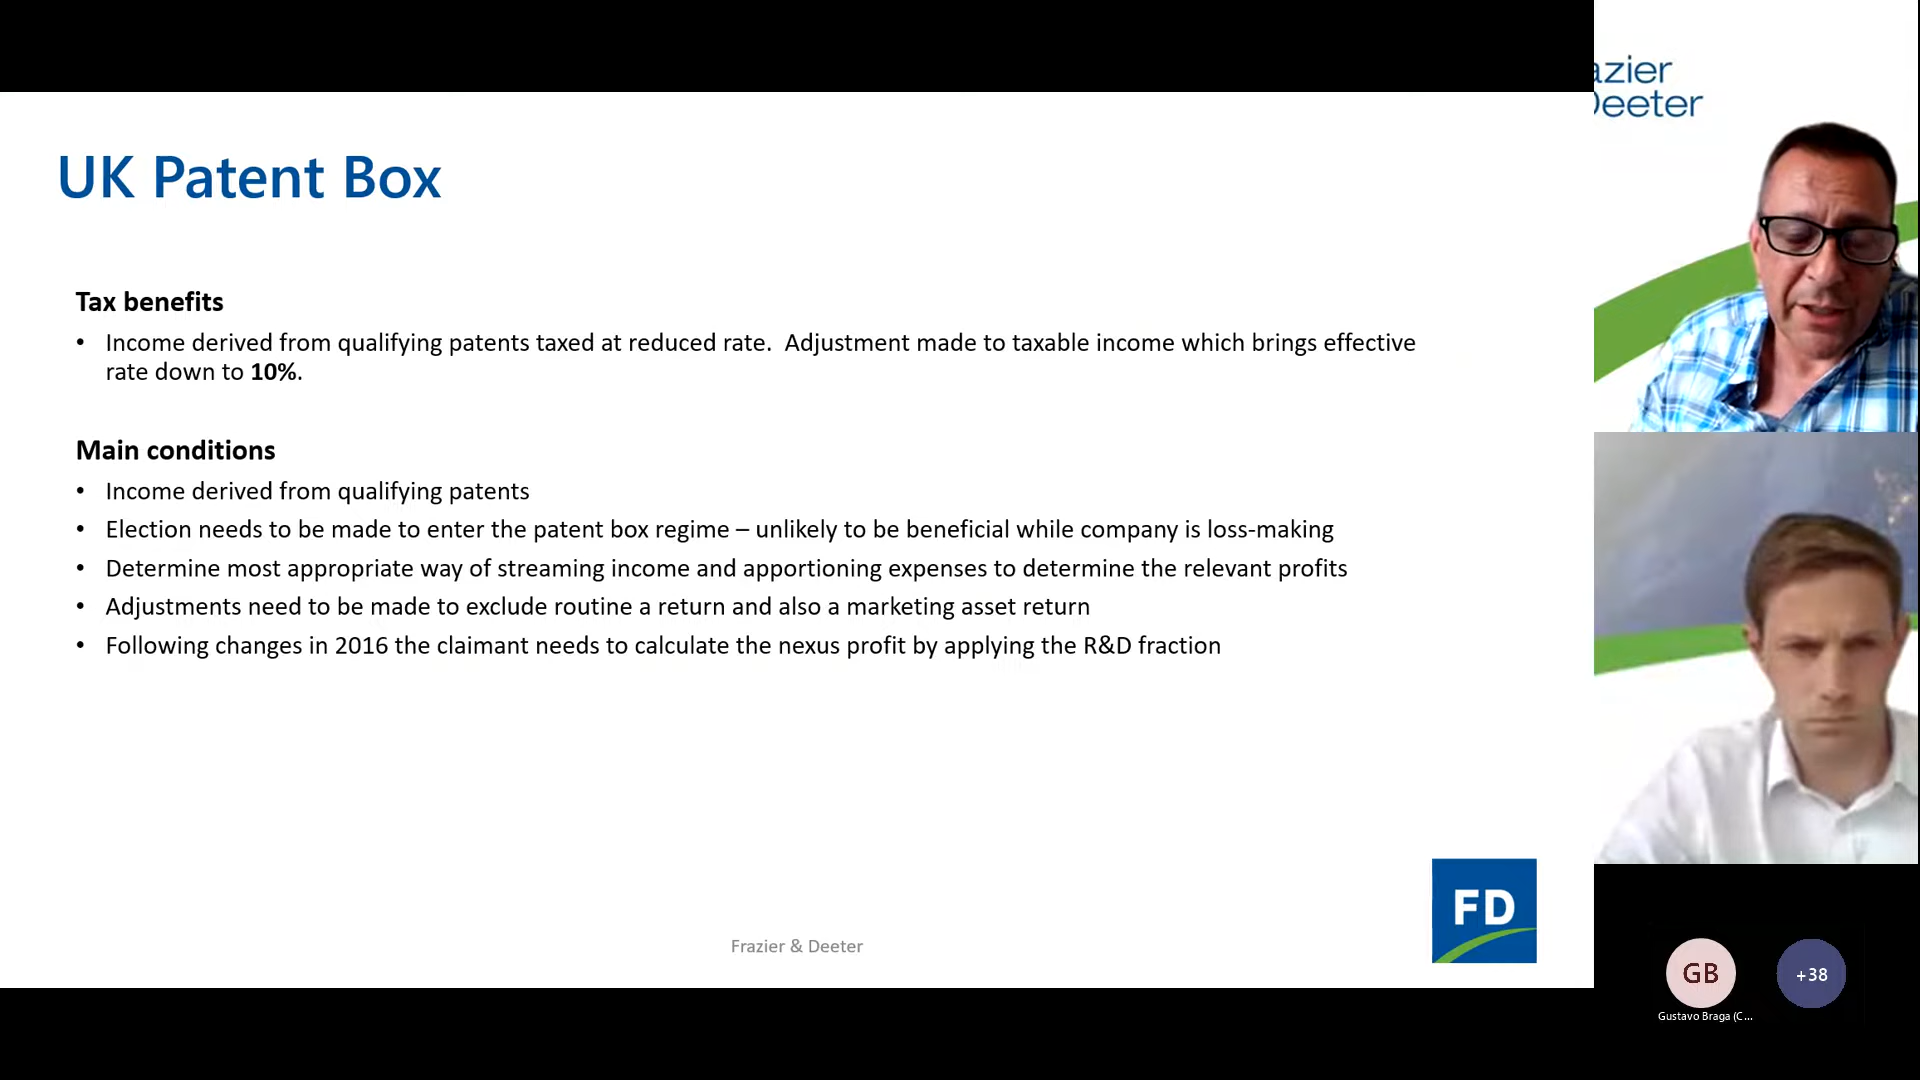 azier
Deeter
UK Patent Box
Tax benefits
• Income derived from qualifying patents taxed at reduced rate.  Adjustment made to taxable income which brings effective
rate down to 10%.
Main conditions
• Income derived from qualifying patents
• Election needs to be made to enter the patent box regime – unlikely to be beneficial while company is loss-making
• Determine most appropriate way of streaming income and apportioning expenses to determine the relevant profits
• Adjustments need to be made to exclude routine a return and also a marketing asset return
• Following changes in 2016 the claimant needs to calculate the nexus profit by applying the R&D fraction
FD
Frazier & Deeter
GB
+38
Gustavo Braga (C...